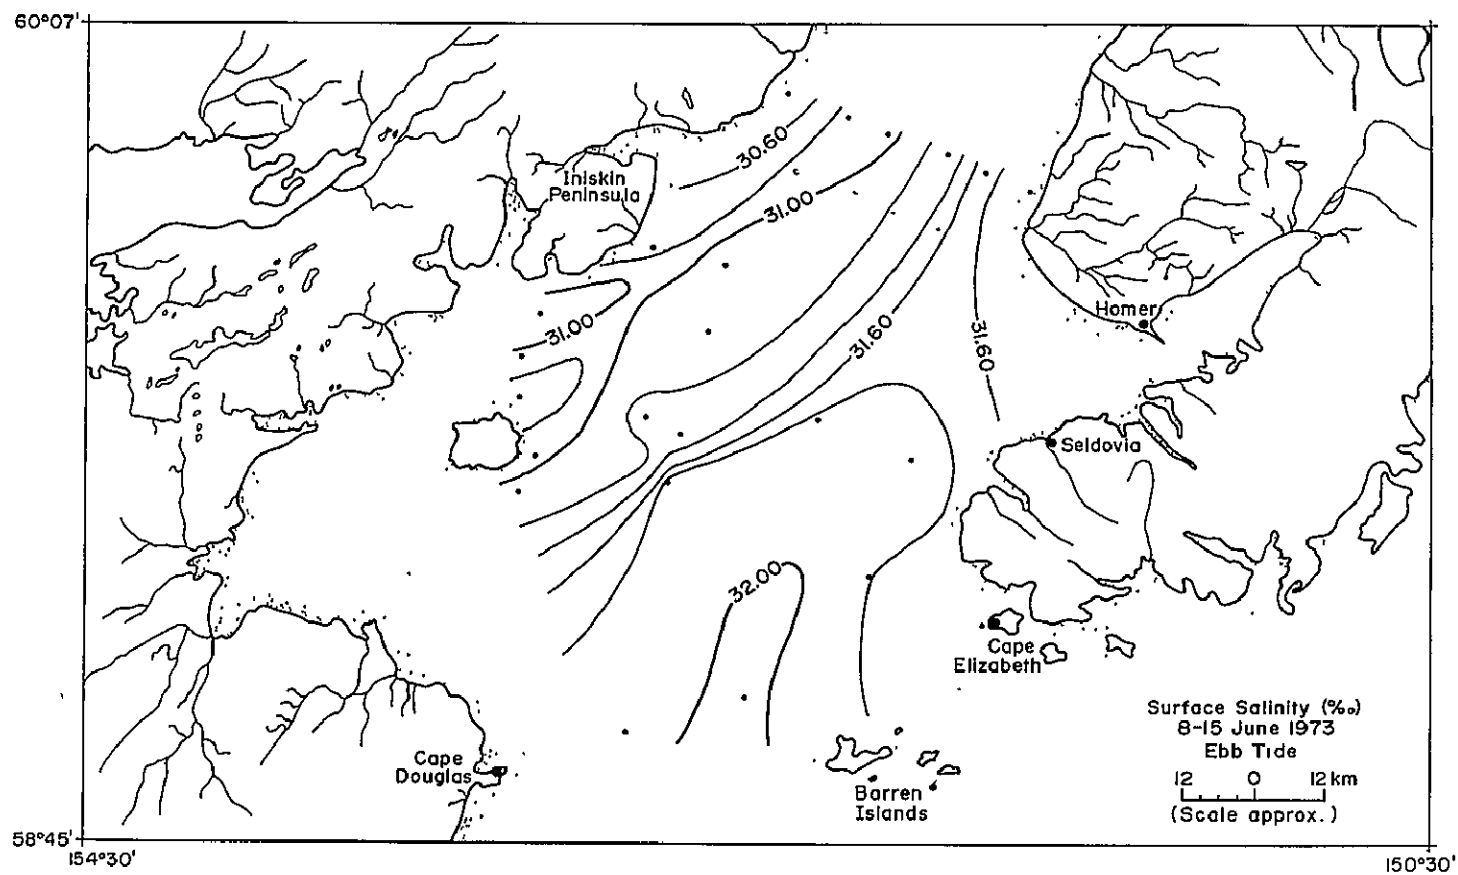 60°07'
30.60
Iniskin
Peninsula
31.00
Homer
31.00
31.60
31.60
Seldovia
32.00
Cape
Elizabeth
Surface Salinity (‰)
8-15 June 1973
Ebb Tide
Cape
Douglas
12 0 12 km
Barren
Islands
(Scale approx.)
58°45'
154°30'
150°30'